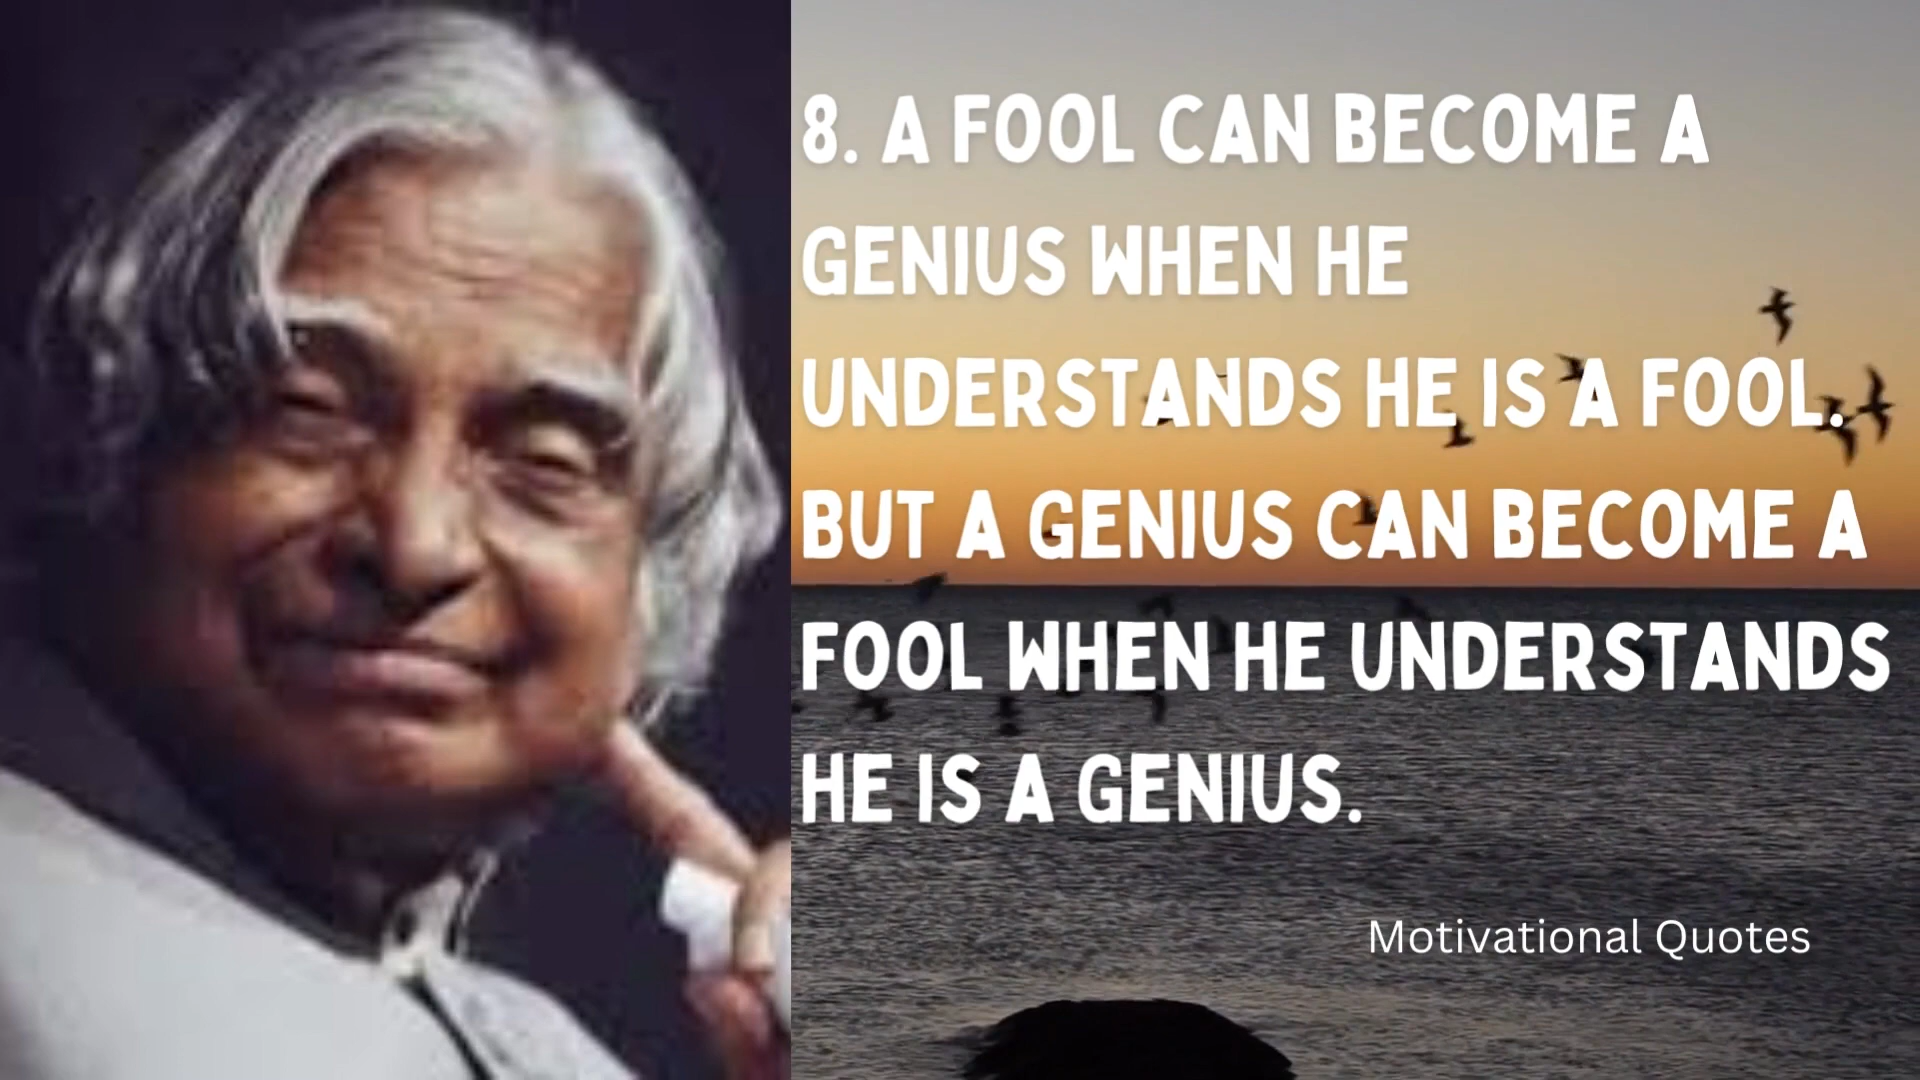 8. A FOOL CAN BECOME A
GENIUS WHEN HE
UNDERSTANDS HE IS A FOOL.
BUT A GENIUS CAN BECOME A
FOOL WHEN HE UNDERSTANDS
HE IS A GENIUS.
Motivational Quotes